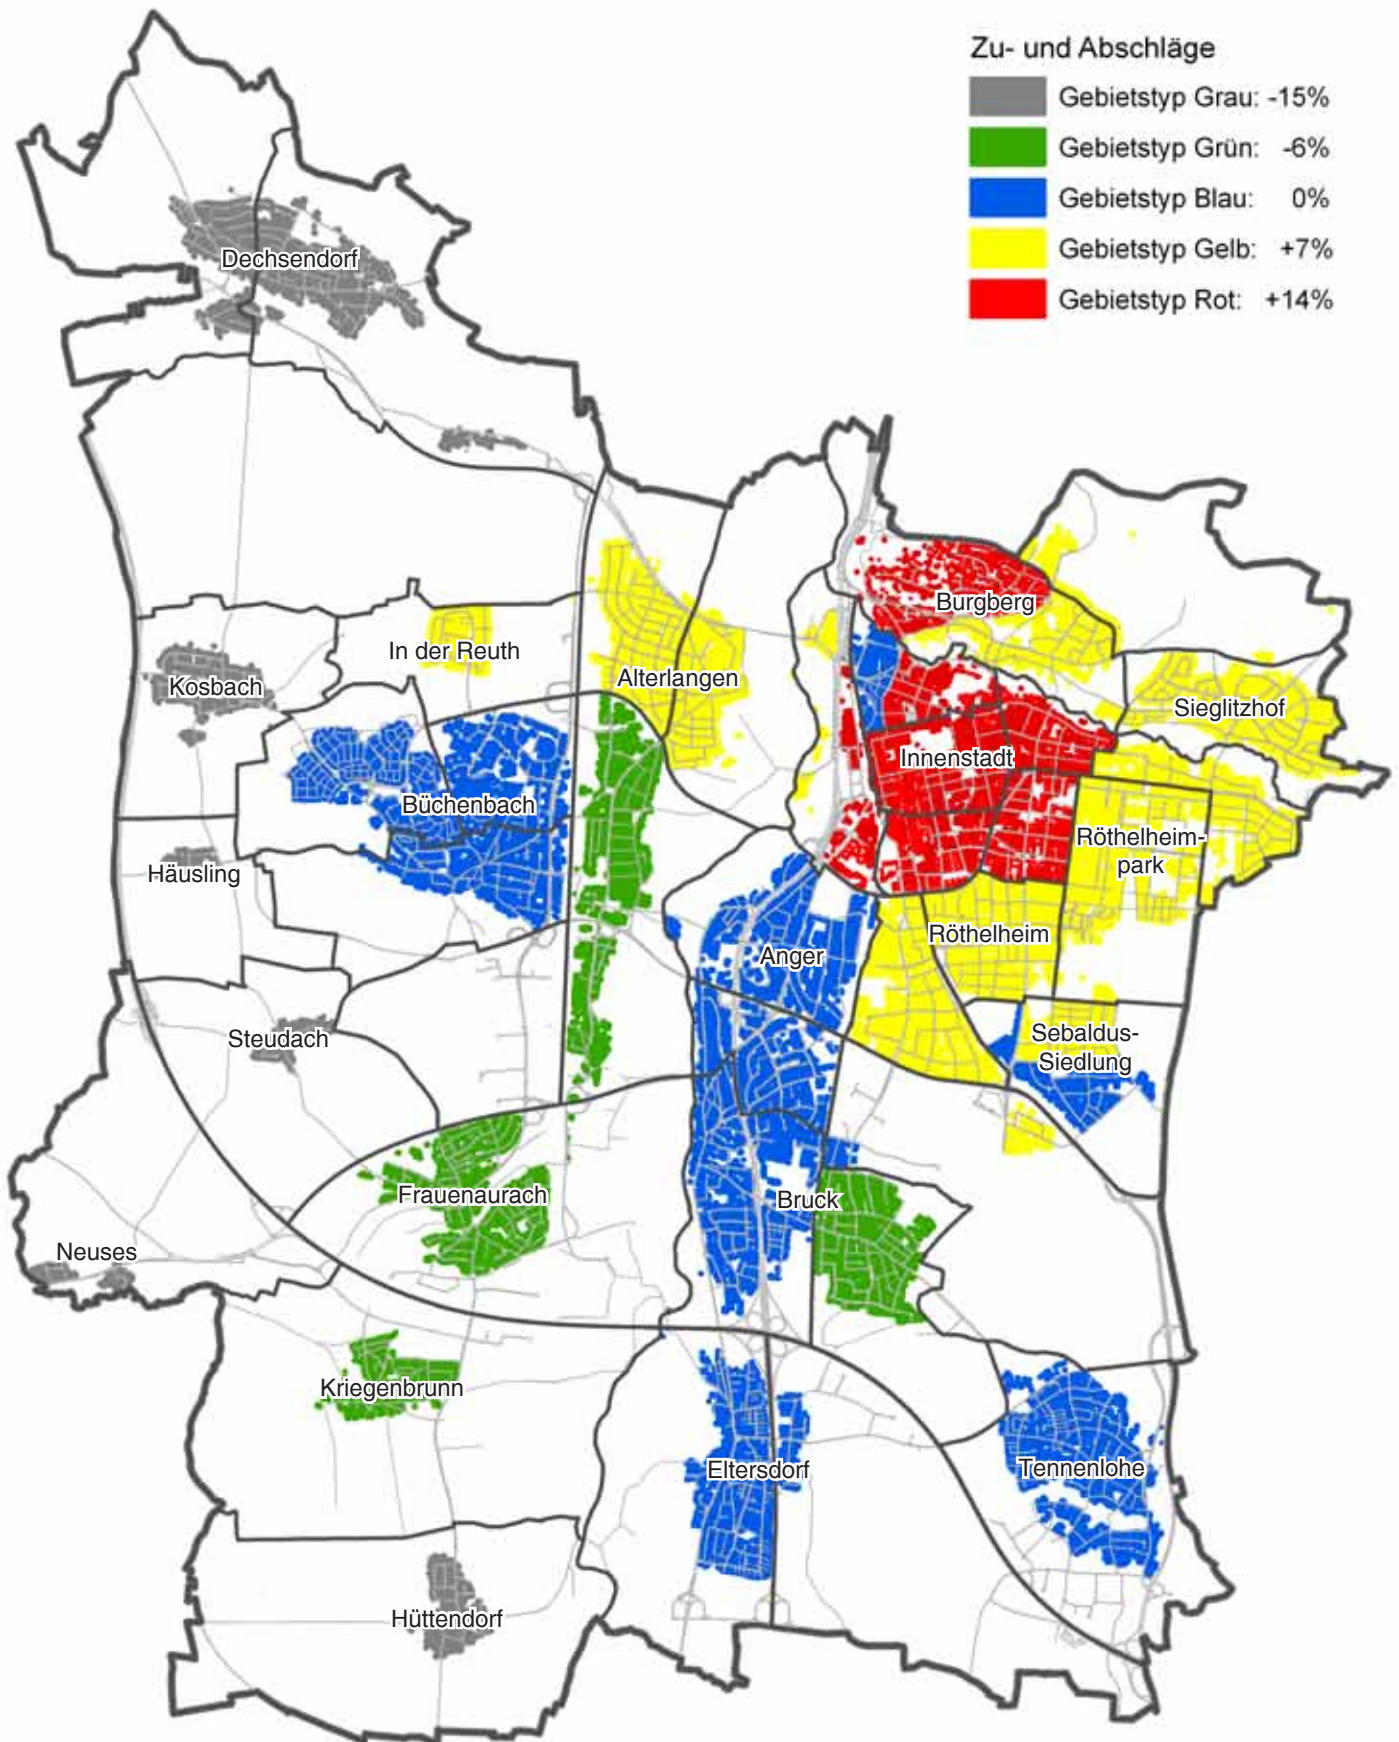 Zu- und Abschläge
Gebietstyp Grau: -15%
Gebietstyp Grün: -6%
Gebietstyp Blau: 0%
Gebietstyp Gelb: +7%
Gebietstyp Rot: +14%
Dechsendorf
Burgberg
In der Reuth
Alterlangen
Kosbach
Sieglitzhof
Innenstadt
Büchenbach
Röthelheim-
park
Häusling
Röthelheim
Anger
Steudach
Sebaldus-
Siedlung
Frauenaurach
Bruck
Neuses
Kriegenbrunn
Eltersdorf
Tennenlohe
Hüttendorf